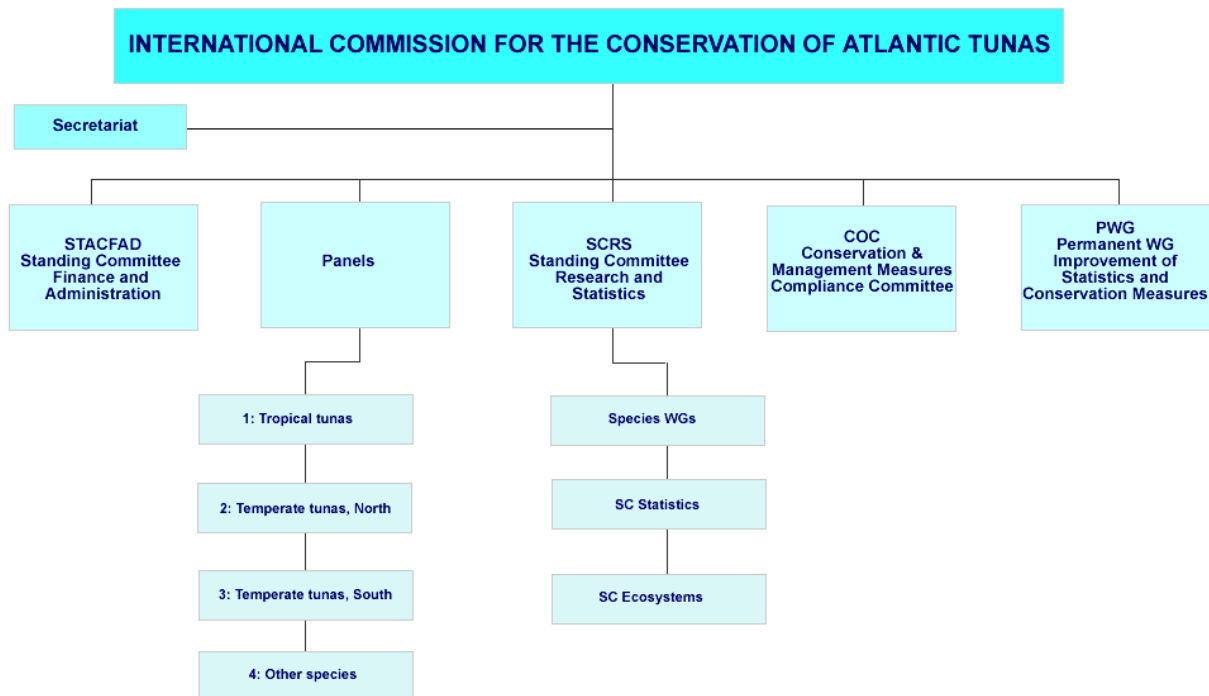 INTERNATIONAL COMMISSION FOR THE CONSERVATION OF ATLANTIC TUNAS
Secretariat
STACFAD
Standing Committee
Finance and
Administration
Panels
SCRS
Standing Committee
Research and
Statistics
COC
Conservation &
Management Measures
Compliance Committee
PWG
Permanent WG
Improvement of
Statistics and
Conservation Measures
1: Tropical tunas
2: Temperate tunas, North
3: Temperate tunas, South
4: Other species
Species WGs
SC Statistics
SC Ecosystems